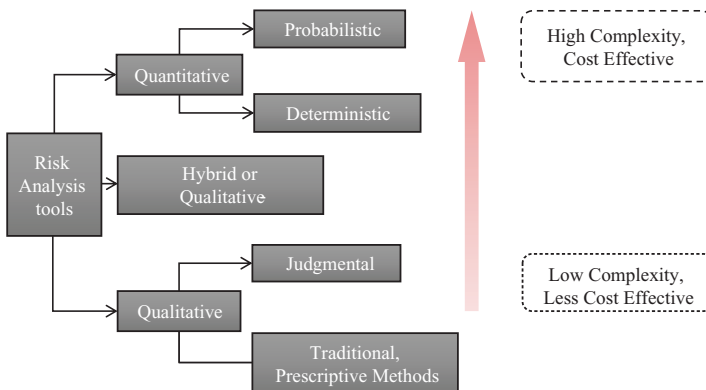 Probabilistic
Quantitative
Deterministic
Risk
Analysis
tools
Hybrid or
Qualitative
Judgmental
Qualitative
Traditional,
Prescriptive Methods
High Complexity,
Cost Effective
Low Complexity,
Less Cost Effective